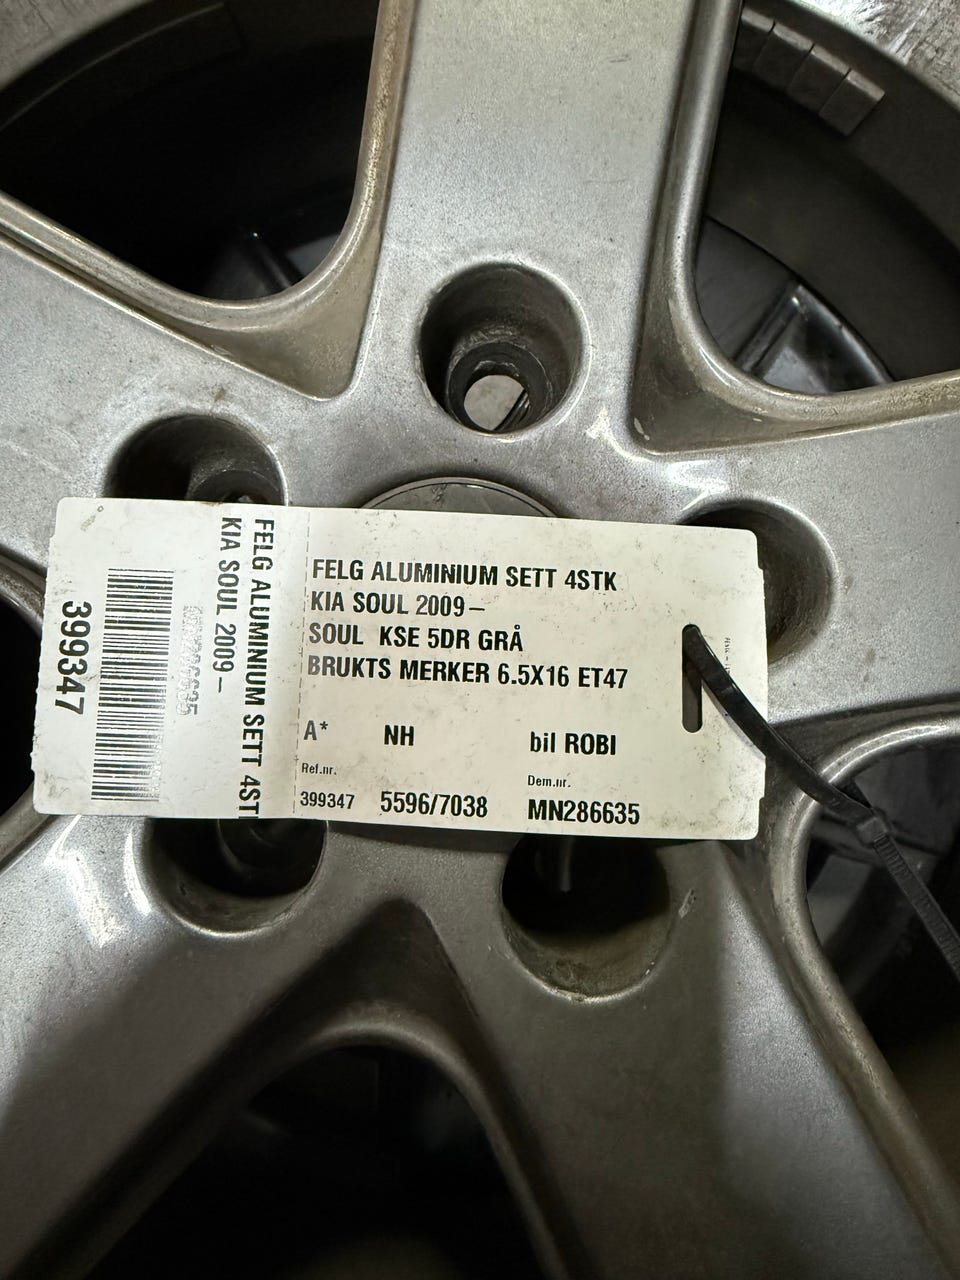 FELG ALUMINIUM SETT 4STK
KIA SOUL 2009–
SOUL KSE 5DR GRÅ
BRUKTS MERKER 6.5X16 ET47
A* NH bil ROBI
Ref.nr. Dem.nr.
399347 5596/7038 MN286635
FELG ALUMINIUM SETT 4ST
KIA SOUL 2009–
399347